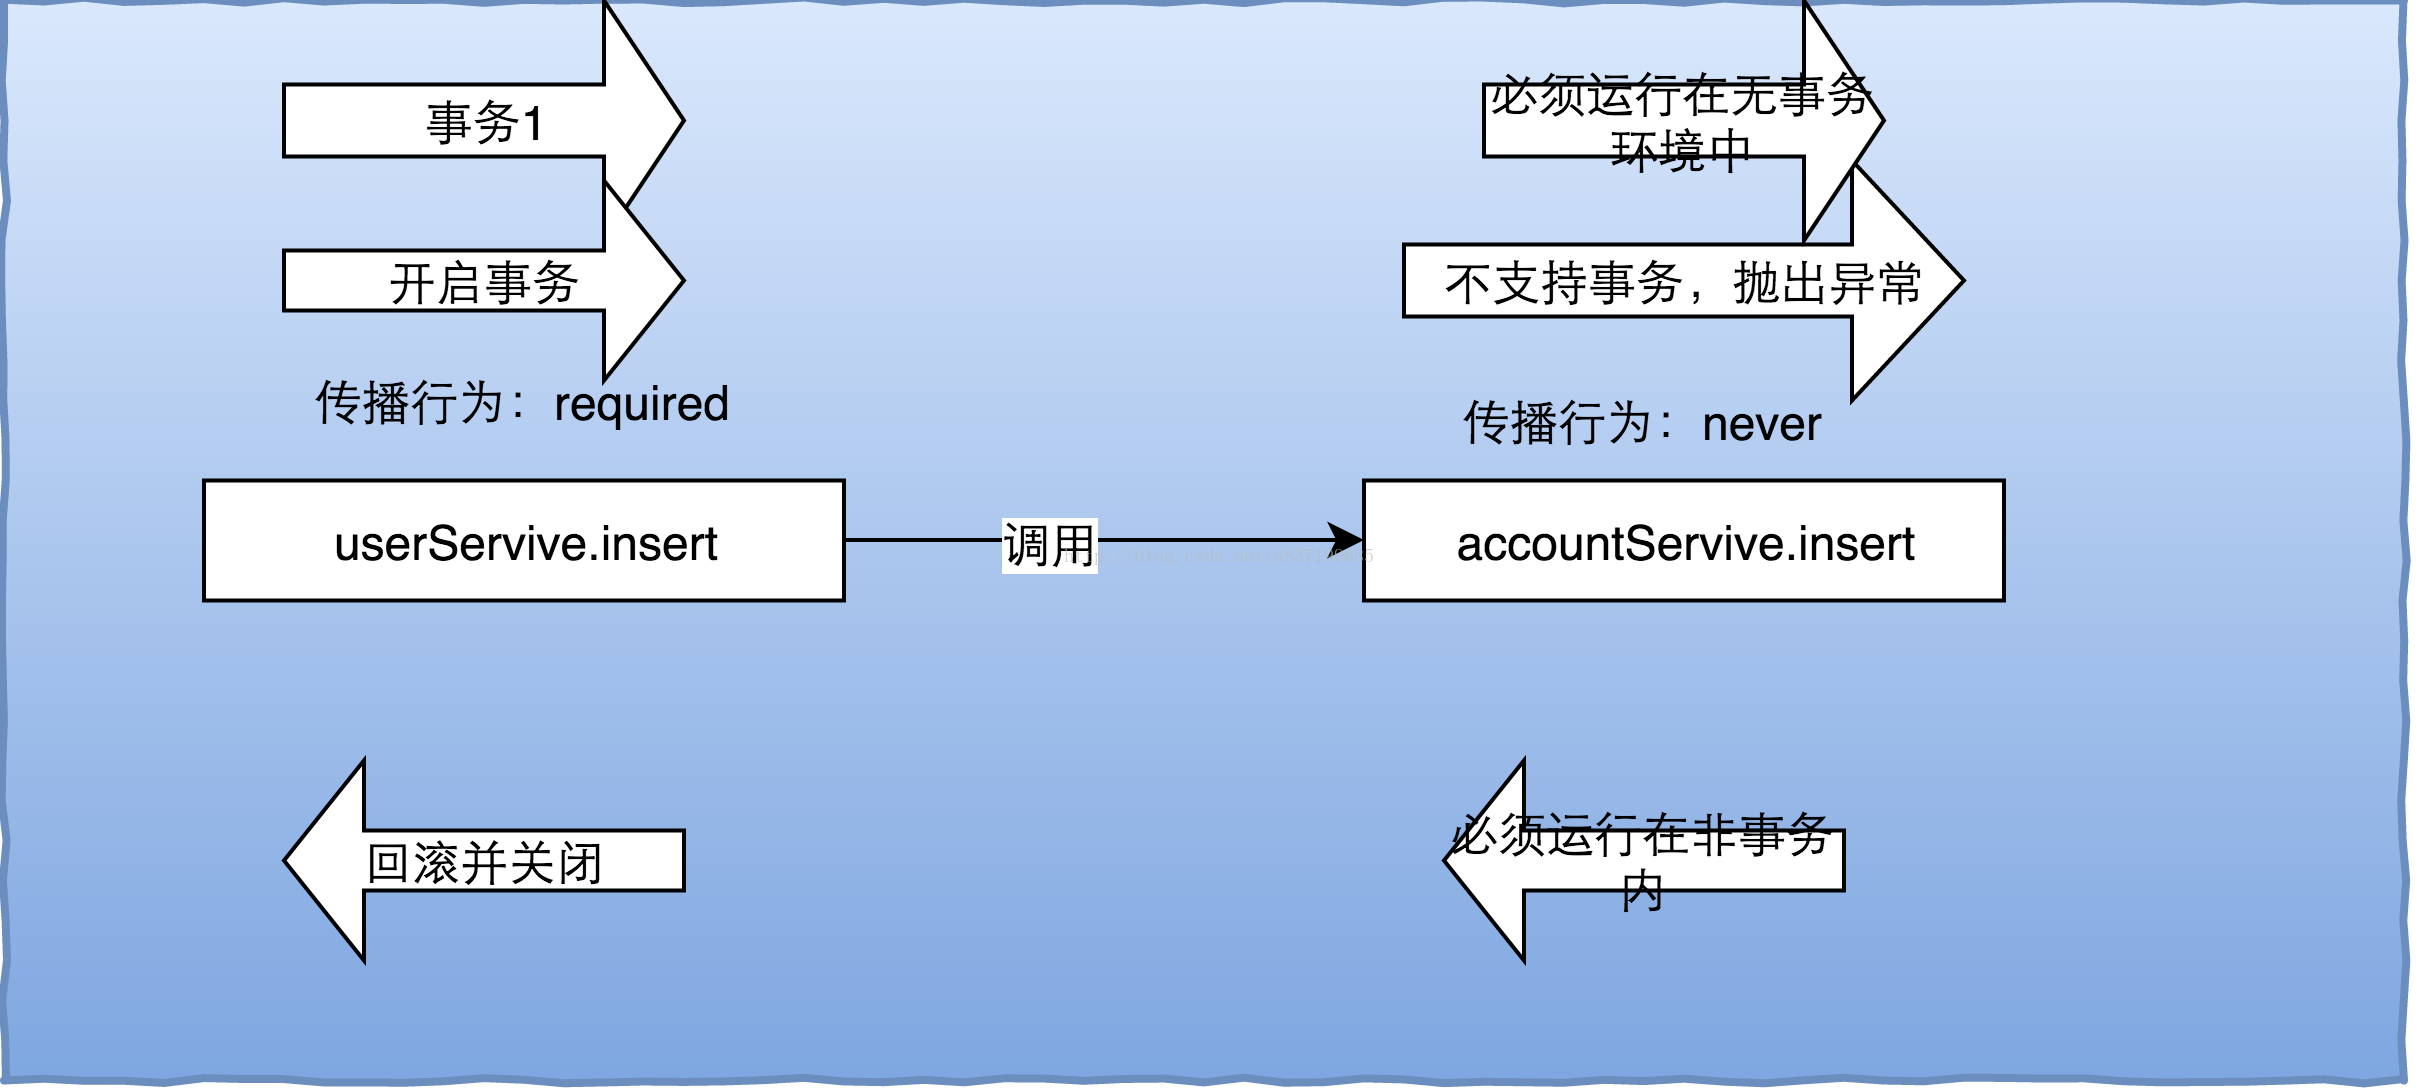 事务1
必须运行在无事务
环境中
开启事务
不支持事务，抛出异常
传播行为：required
传播行为：never
userServive.insert
调用
accountServive.insert
回滚并关闭
必须运行在非事务
内